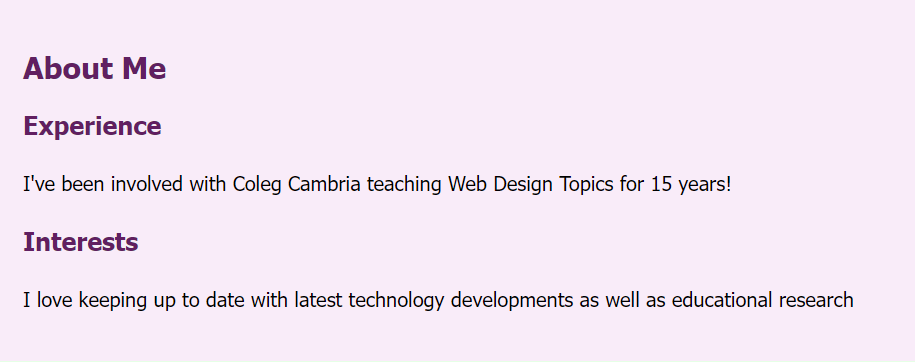 About Me
Experience
I've been involved with Coleg Cambria teaching Web Design Topics for 15 years!
Interests
I love keeping up to date with latest technology developments as well as educational research